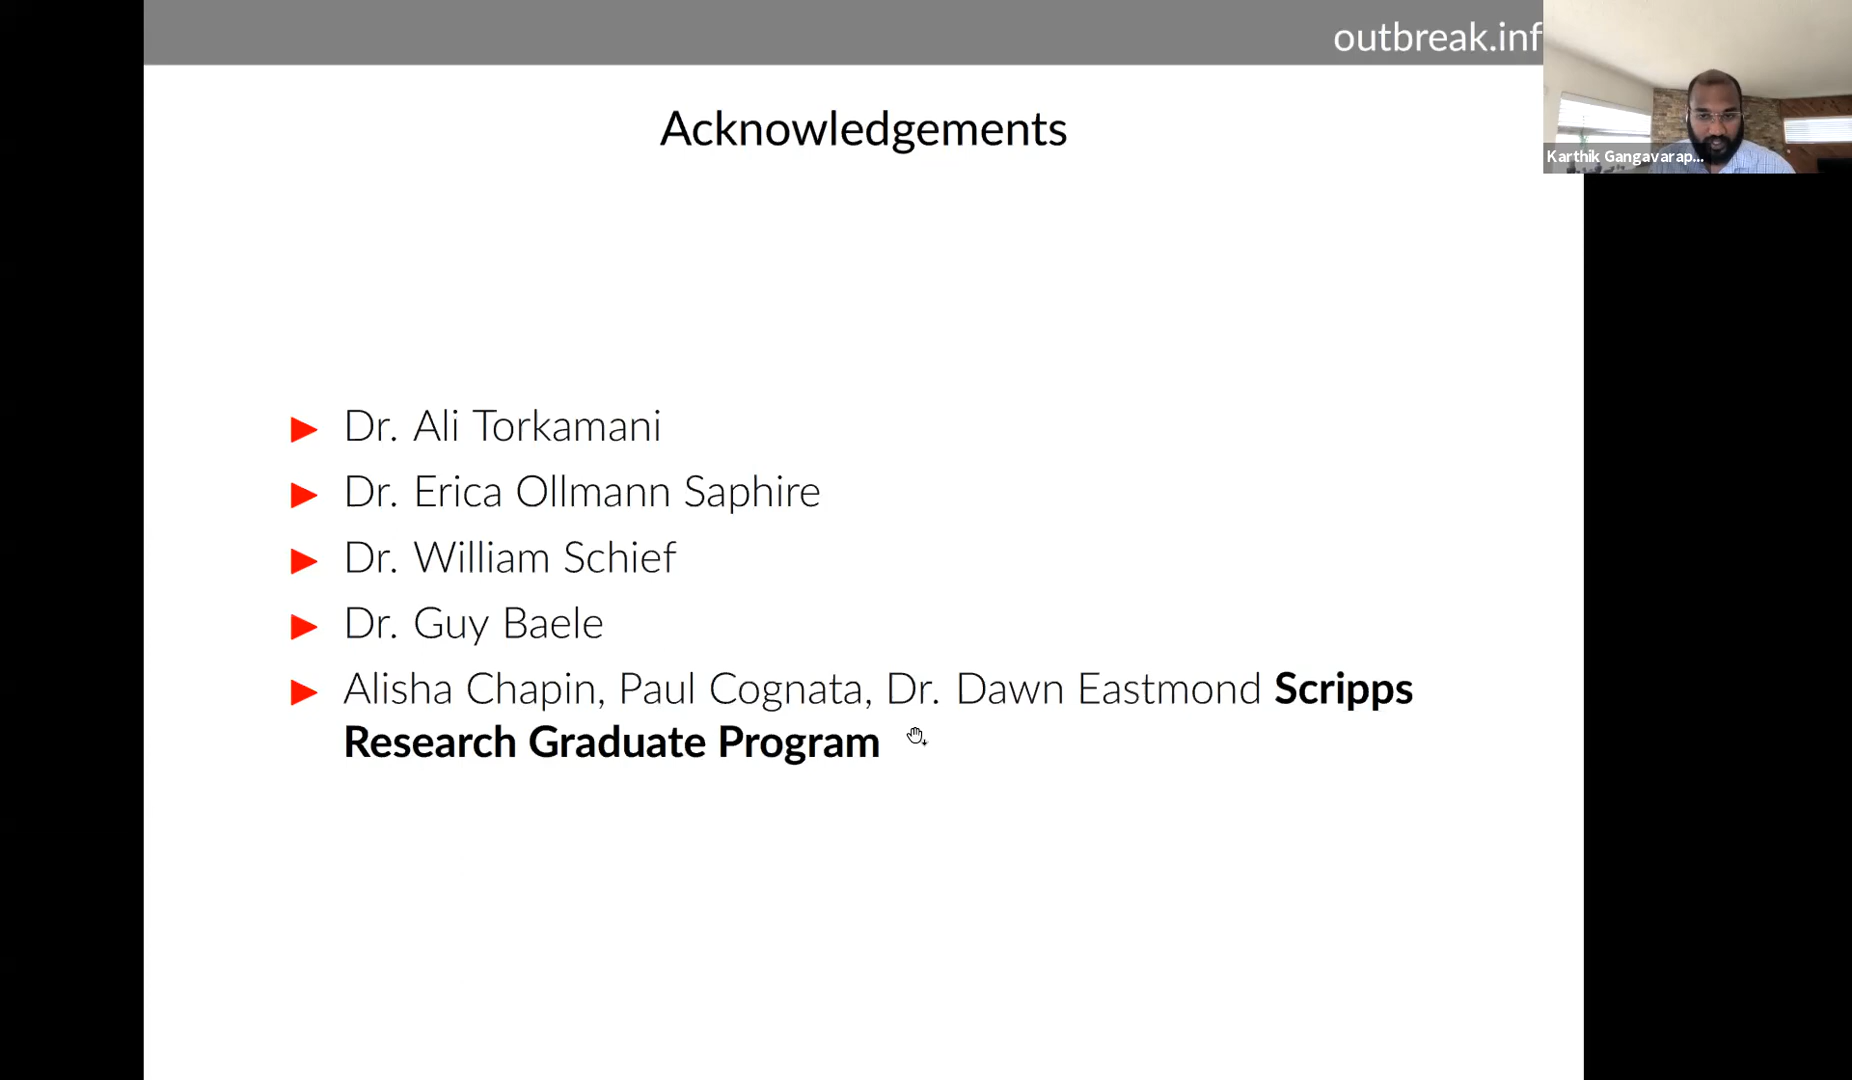 outbreak.inf
Karthik Gangavarap...
Acknowledgements
Dr. Ali Torkamani
Dr. Erica Ollmann Saphire
Dr. William Schief
Dr. Guy Baele
Alisha Chapin, Paul Cognata, Dr. Dawn Eastmond Scripps
Research Graduate Program